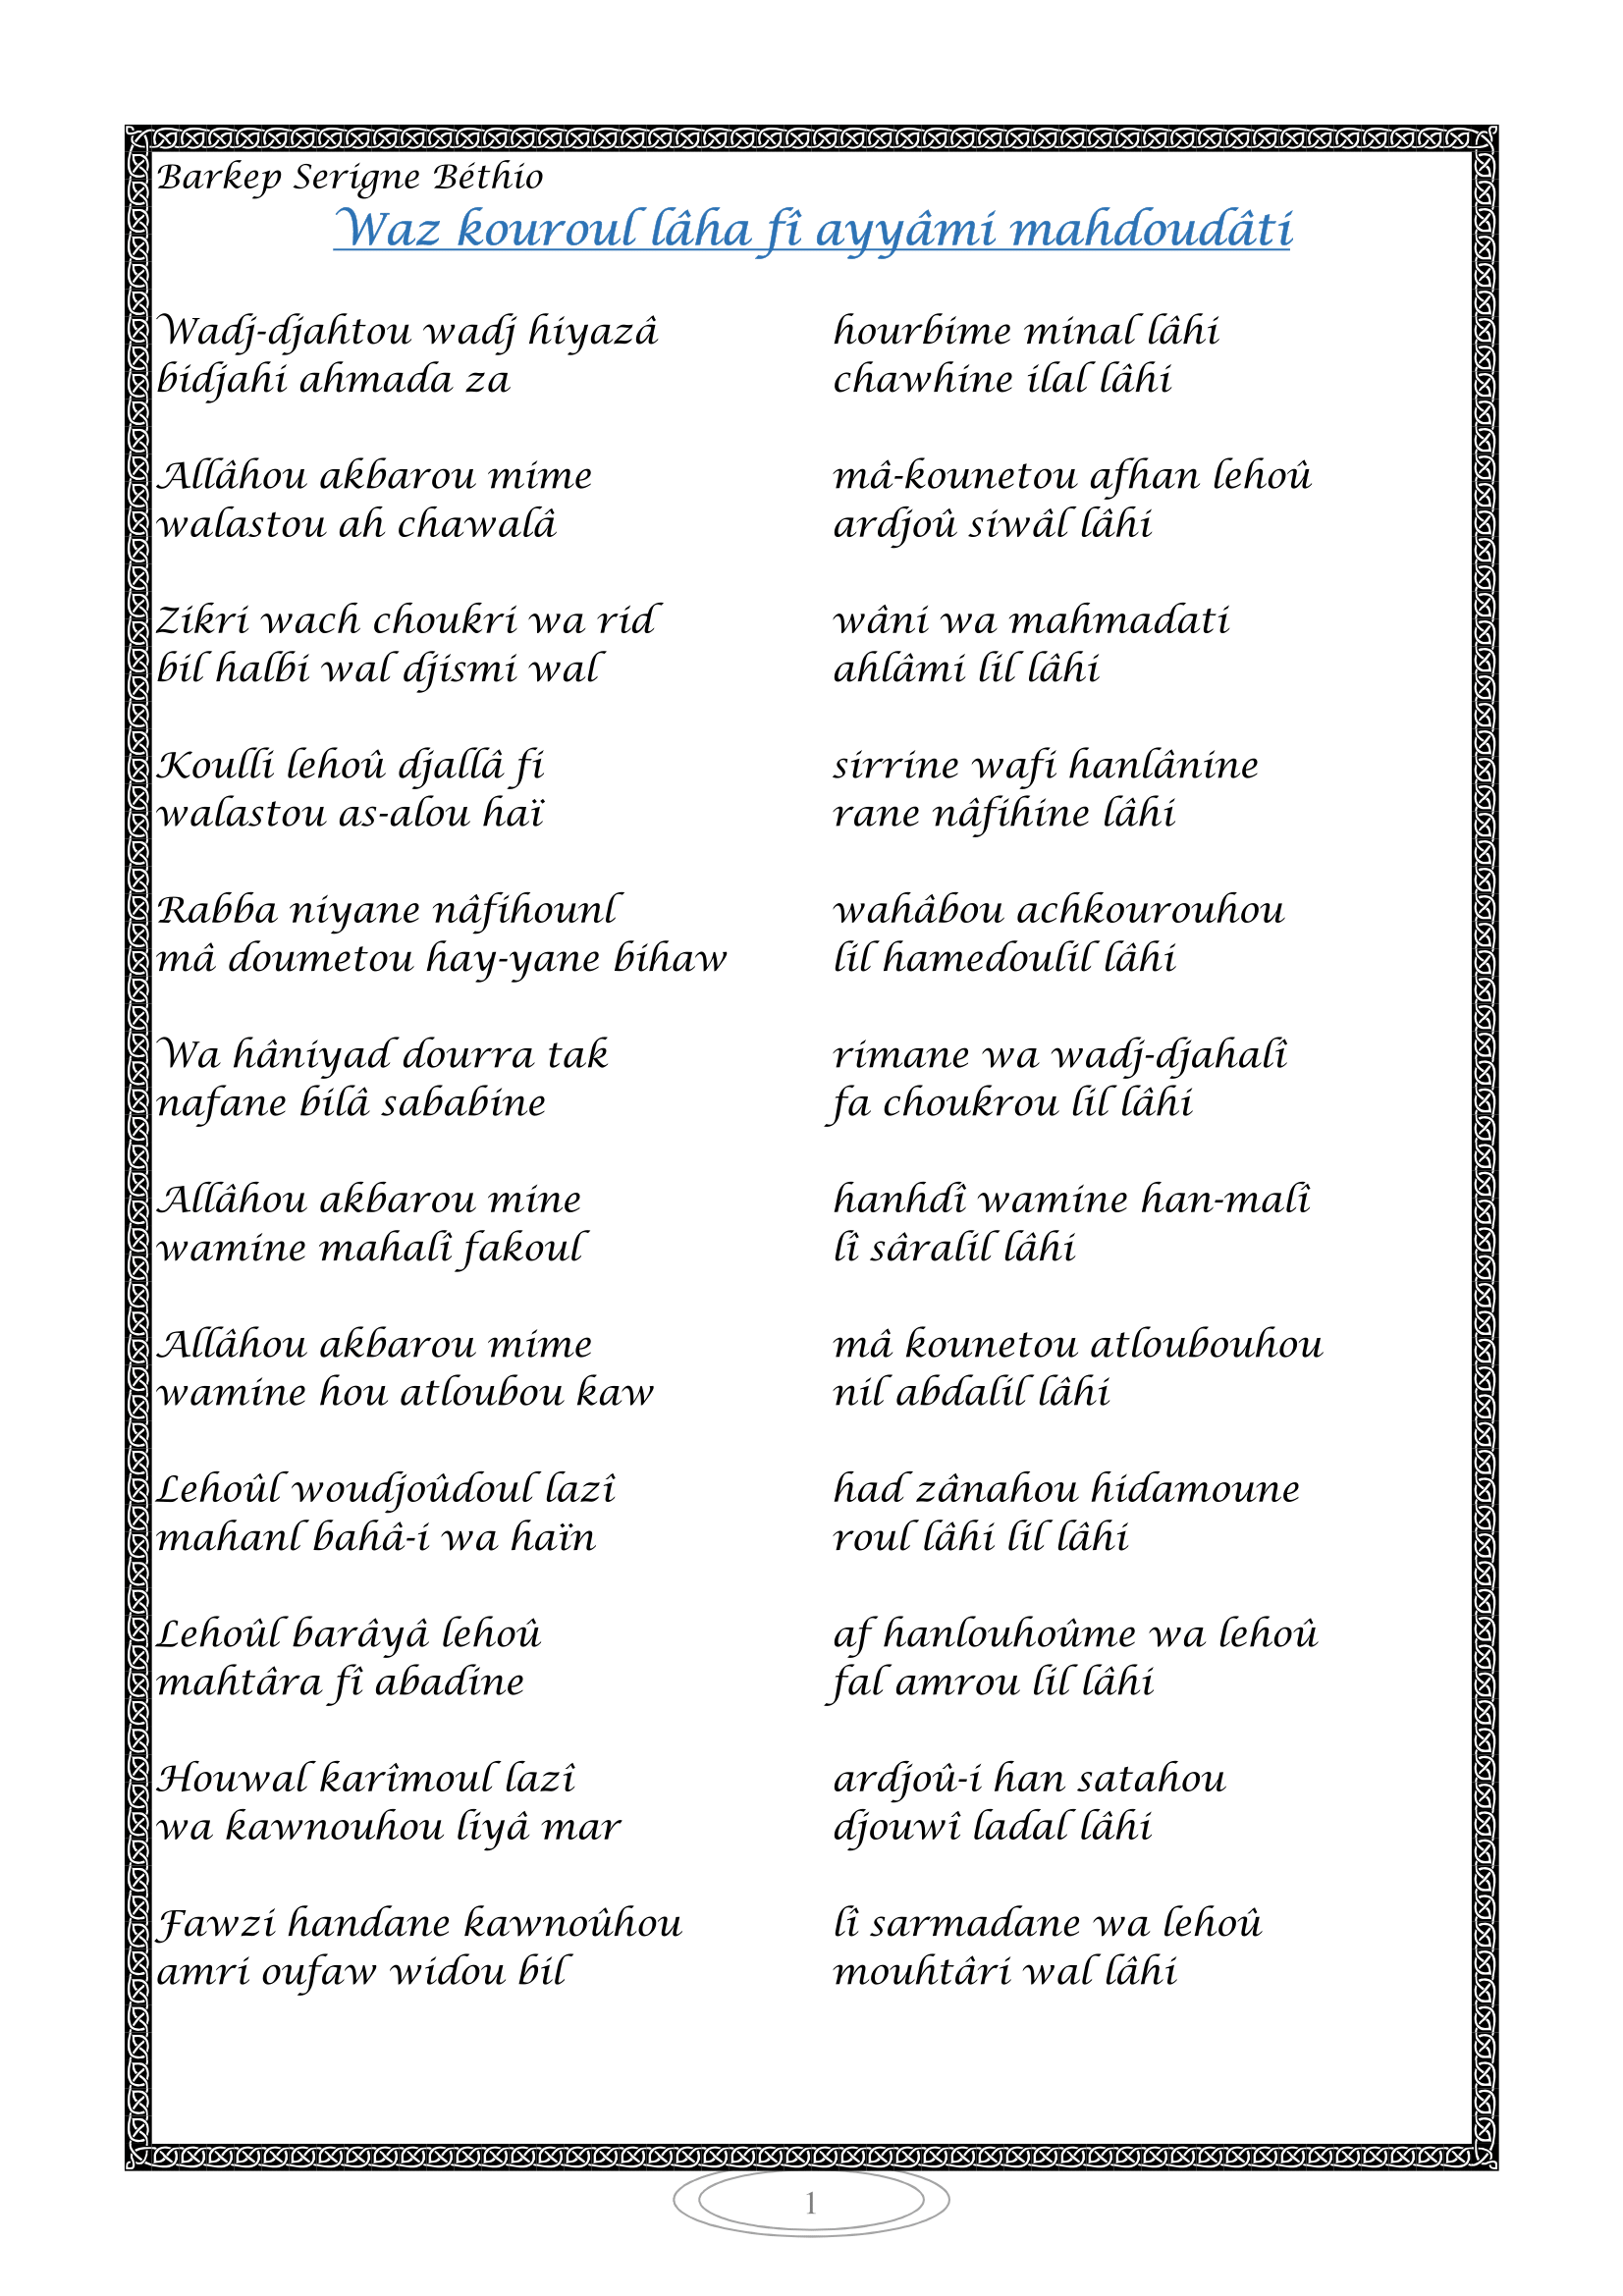 Barkep Serigne Béthio
Waz kouroul lâha fî ayyâmi mahdoudâti
Wadj-djahtou wadj hiyazâ hourbime minal lâhi
bidjahi ahmada za chawhine ilal lâhi
Allâhou akbarou mime mâ-kounetou afhan lehoû
walastou ah chawalâ ardjoû siwâl lâhi
Zikri wach choukri wa rid wâni wa mahmadati
bil halbi wal djismi wal ahlâmi lil lâhi
Koulli lehoû djallâ fi sirrine wafi hanlânine
walastou as-alou haï rane nâfihine lâhi
Rabba niyane nâfihounl wahâbou achkourouhou
mâ doumetou hay-yane bihaw lil hamedoulil lâhi
Wa hâniyad dourra tak rimane wa wadj-djahalî
nafane bilâ sababine fa choukrou lil lâhi
Allâhou akbarou mine hanhdî wamine han-malî
wamine mahalî fakoul lî sâralil lâhi
Allâhou akbarou mime mâ kounetou atloubouhou
wamine hou atloubou kaw nil abdalil lâhi
Lehoûl woudjoûdoul lazî had zânahou hidamoune
mahanl bahâ-i wa haïn roul lâhi lil lâhi
Lehoûl barâyâ lehoû af hanlouhoûme wa lehoû
mahtâra fî abadine fal amrou lil lâhi
Houwal karîmoul lazî ardjoû-i han satahou
wa kawnouhou liyâ mar djouwî ladal lâhi
Fawzi handane kawnoûhou lî sarmadane wa lehoû
amri oufaw widou bil mouhtâri wal lâhi
1